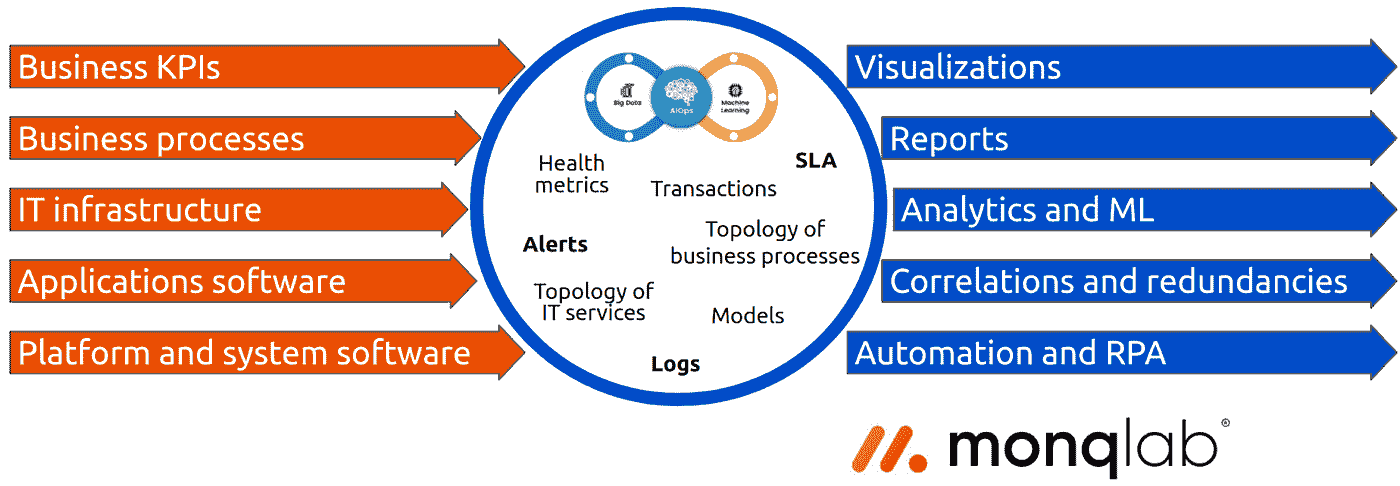 Business KPIs
Business processes
IT infrastructure
Applications software
Platform and system software
Big Data
AIOps
Machine
Learning
Health
metrics
SLA
Transactions
Alerts
Topology of
business processes
Topology of
IT services
Models
Logs
Visualizations
Reports
Analytics and ML
Correlations and redundancies
Automation and RPA
monqlab®